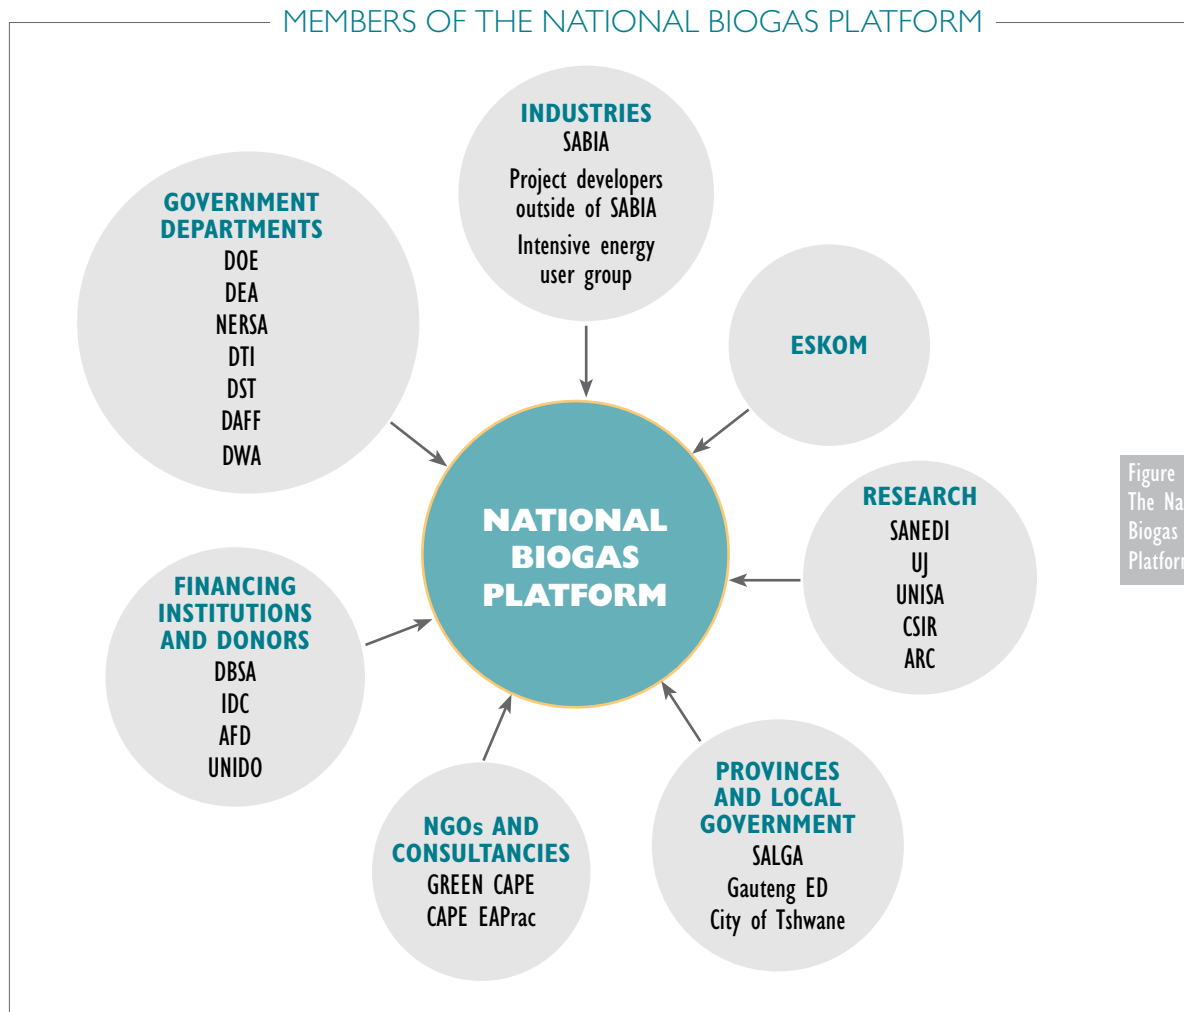 MEMBERS OF THE NATIONAL BIOGAS PLATFORM
INDUSTRIES
SABIA
Project developers
outside of SABIA
Intensive energy
user group
GOVERNMENT
DEPARTMENTS
DOE
DEA
NERSA
DTI
DST
DAFF
DWA
ESKOM
NATIONAL
BIOGAS
PLATFORM
RESEARCH
SANEDI
UJ
UNISA
CSIR
ARC
Figure
The Na
Biogas
Platform
FINANCING
INSTITUTIONS
AND DONORS
DBSA
IDC
AFD
UNIDO
NGOs AND
CONSULTANCIES
GREEN CAPE
CAPE EAPrac
PROVINCES
AND LOCAL
GOVERNMENT
SALGA
Gauteng ED
City of Tshwane